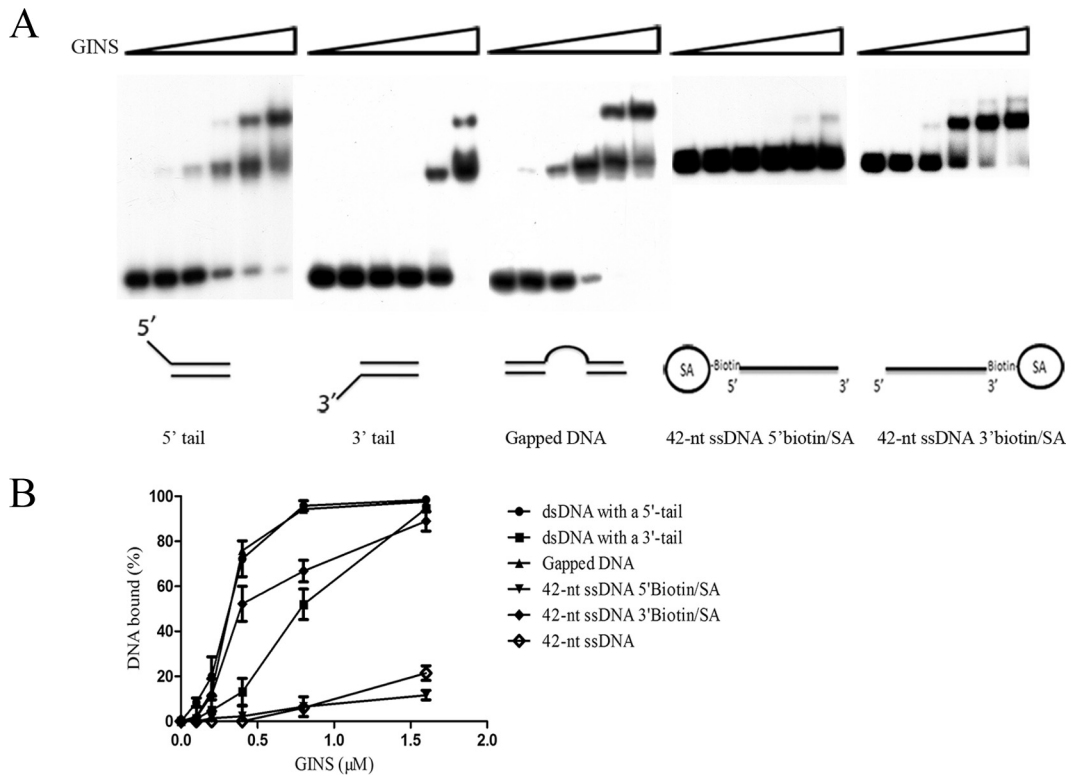 A
GINS
5′
3′
SA
-Biotin
5′
3′
5′
Biotin-
3′
SA
5’ tail
3’ tail
Gapped DNA
42-nt ssDNA 5’biotin/SA
42-nt ssDNA 3’biotin/SA
B
DNA bound (%)
100
80
60
40
20
0
0.0
0.5
1.0
1.5
2.0
GINS (μM)
dsDNA with a 5'-tail
dsDNA with a 3'-tail
Gapped DNA
42-nt ssDNA 5'Biotin/SA
42-nt ssDNA 3'Biotin/SA
42-nt ssDNA